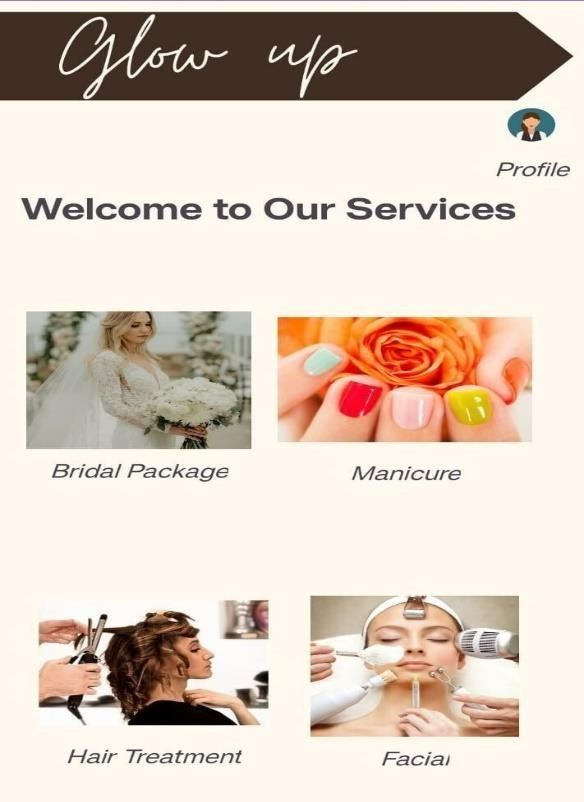 Glow up
Profile
Welcome to Our Services
Bridal Package
Manicure
Hair Treatment
Facial